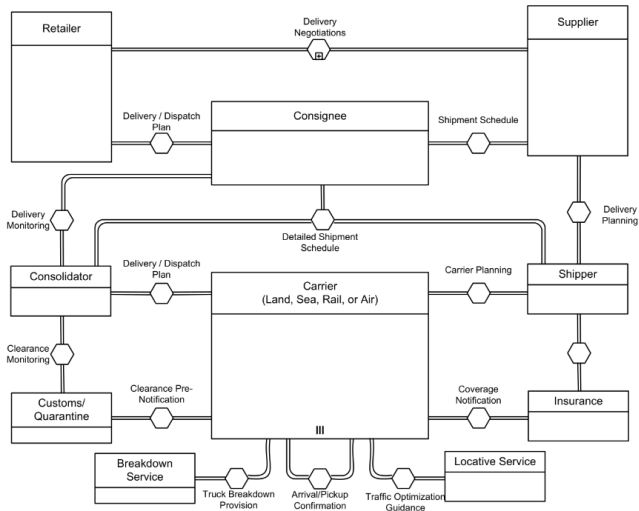 Retailer
Delivery
Negotiations
Supplier
Delivery / Dispatch
Plan
Consignee
Shipment Schedule
Delivery
Monitoring
Detailed Shipment
Schedule
Delivery
Planning
Consolidator
Delivery / Dispatch
Plan
Carrier
(Land, Sea, Rail, or Air)
Carrier Planning
Shipper
Clearance
Monitoring
Customs/
Quarantine
Clearance Pre-
Notification
Coverage
Notification
Insurance
Breakdown
Service
Truck Breakdown
Provision
Arrival/Pickup
Confirmation
Traffic Optimization
Guidance
Locative Service